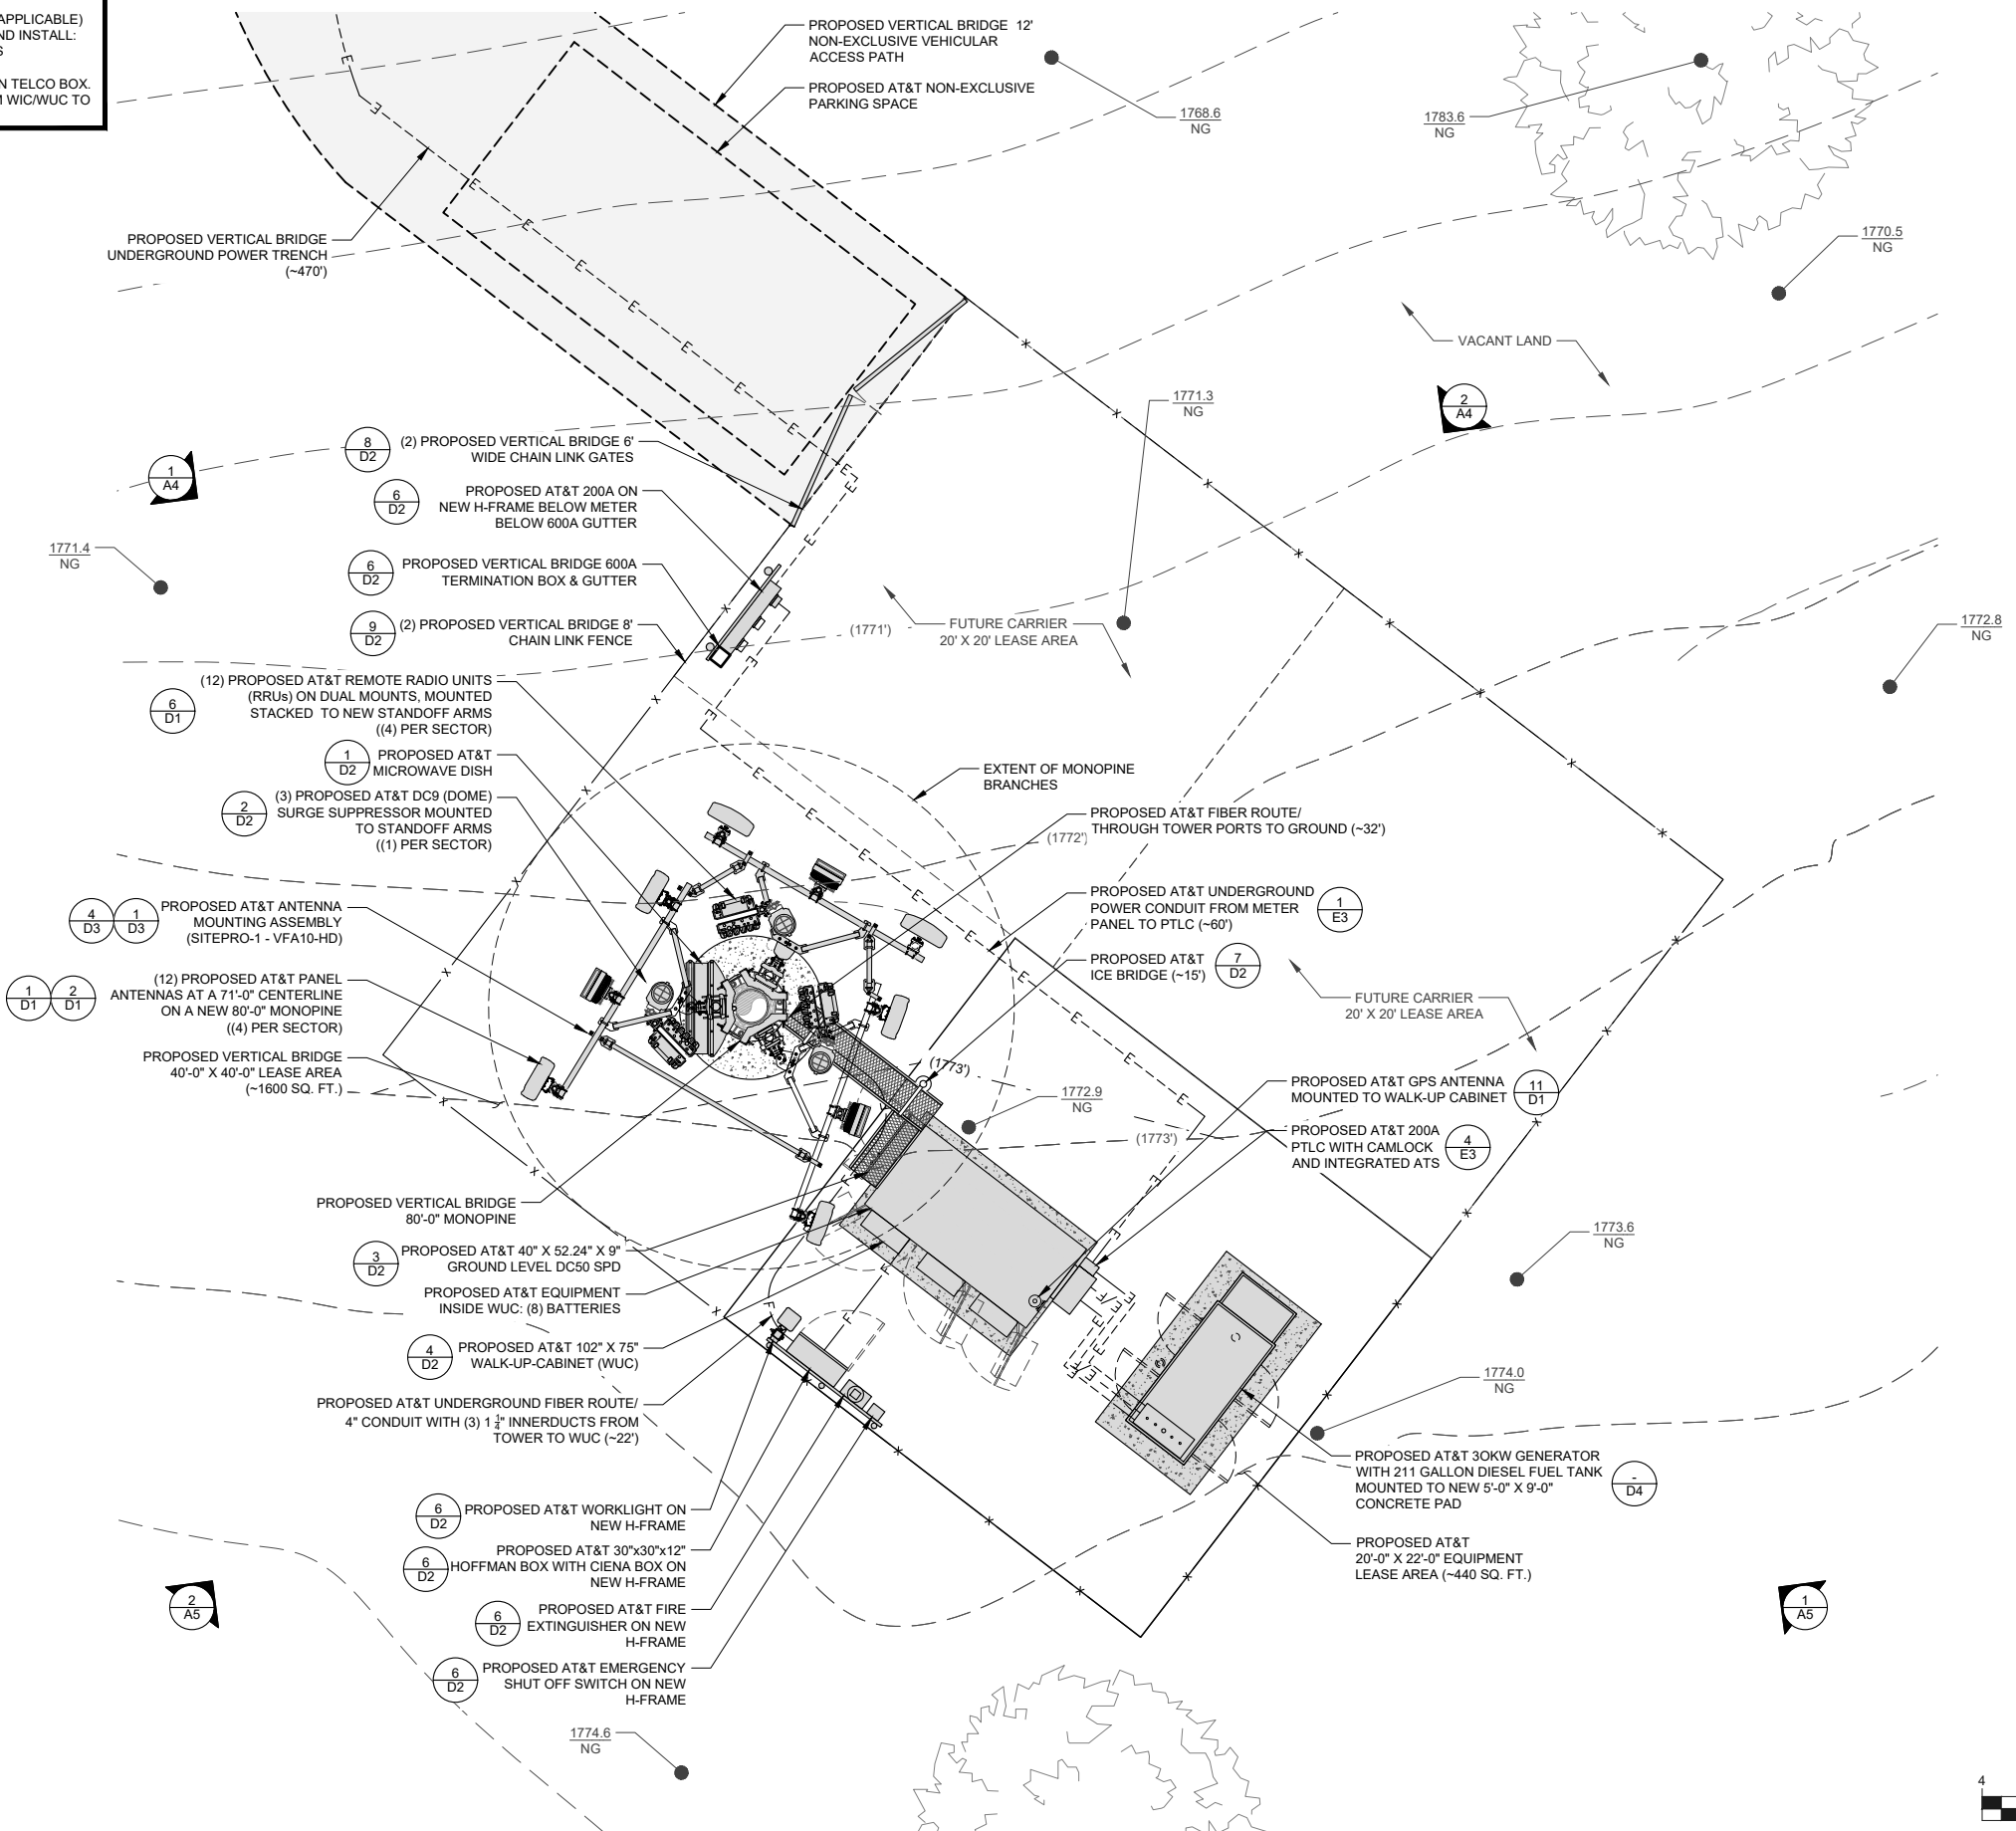 APPLICABLE)
ND INSTALL:
S
N TELCO BOX.
M WIC/WUC TO
PROPOSED VERTICAL BRIDGE 12'
NON-EXCLUSIVE VEHICULAR
ACCESS PATH
PROPOSED AT&T NON-EXCLUSIVE
PARKING SPACE
1768.6
NG
1783.6
NG
1770.5
NG
PROPOSED VERTICAL BRIDGE
UNDERGROUND POWER TRENCH
(~470')
VACANT LAND
2
A4
1771.3
NG
8
D2
(2) PROPOSED VERTICAL BRIDGE 6'
WIDE CHAIN LINK GATES
1
A4
6
D2
PROPOSED AT&T 200A ON
NEW H-FRAME BELOW METER
BELOW 600A GUTTER
1771.4
NG
6
D2
PROPOSED VERTICAL BRIDGE 600A
TERMINATION BOX & GUTTER
9
D2
(2) PROPOSED VERTICAL BRIDGE 8'
CHAIN LINK FENCE
(1771')
FUTURE CARRIER
20' X 20' LEASE AREA
1772.8
NG
6
D1
(12) PROPOSED AT&T REMOTE RADIO UNITS
(RRUs) ON DUAL MOUNTS, MOUNTED
STACKED TO NEW STANDOFF ARMS
((4) PER SECTOR)
1
D2
PROPOSED AT&T
MICROWAVE DISH
EXTENT OF MONOPINE
BRANCHES
2
D2
(3) PROPOSED AT&T DC9 (DOME)
SURGE SUPPRESSOR MOUNTED
TO STANDOFF ARMS
((1) PER SECTOR)
PROPOSED AT&T FIBER ROUTE/
THROUGH TOWER PORTS TO GROUND (~32')
(1772')
4
D3
1
D3
PROPOSED AT&T ANTENNA
MOUNTING ASSEMBLY
(SITEPRO-1 - VFA10-HD)
PROPOSED AT&T UNDERGROUND
POWER CONDUIT FROM METER
PANEL TO PTLC (~60')
1
E3
PROPOSED AT&T
ICE BRIDGE (~15')
7
D2
1
D1
2
D1
(12) PROPOSED AT&T PANEL
ANTENNAS AT A 71'-0" CENTERLINE
ON A NEW 80'-0" MONOPINE
((4) PER SECTOR)
FUTURE CARRIER
20' X 20' LEASE AREA
PROPOSED VERTICAL BRIDGE
40'-0" X 40'-0" LEASE AREA
(~1600 SQ. FT.)
(1773')
1772.9
NG
(1773')
PROPOSED AT&T GPS ANTENNA
MOUNTED TO WALK-UP CABINET
11
D1
PROPOSED AT&T 200A
PTLC WITH CAMLOCK
AND INTEGRATED ATS
4
E3
PROPOSED VERTICAL BRIDGE
80'-0" MONOPINE
1773.6
NG
3
D2
PROPOSED AT&T 40" X 52.24" X 9"
GROUND LEVEL DC50 SPD
PROPOSED AT&T EQUIPMENT
INSIDE WUC: (8) BATTERIES
4
D2
PROPOSED AT&T 102" X 75"
WALK-UP-CABINET (WUC)
1774.0
NG
PROPOSED AT&T UNDERGROUND FIBER ROUTE/
4" CONDUIT WITH (3) 1 1/4" INNERDUCTS FROM
TOWER TO WUC (~22')
PROPOSED AT&T 3OKW GENERATOR
WITH 211 GALLON DIESEL FUEL TANK
MOUNTED TO NEW 5'-0" X 9'-0"
CONCRETE PAD
-
D4
6
D2
PROPOSED AT&T WORKLIGHT ON
NEW H-FRAME
PROPOSED AT&T
20'-0" X 22'-0" EQUIPMENT
LEASE AREA (~440 SQ. FT.)
6
D2
PROPOSED AT&T 30"x30"x12"
HOFFMAN BOX WITH CIENA BOX ON
NEW H-FRAME
2
A5
1
A5
6
D2
PROPOSED AT&T FIRE
EXTINGUISHER ON NEW
H-FRAME
6
D2
PROPOSED AT&T EMERGENCY
SHUT OFF SWITCH ON NEW
H-FRAME
1774.6
NG
4